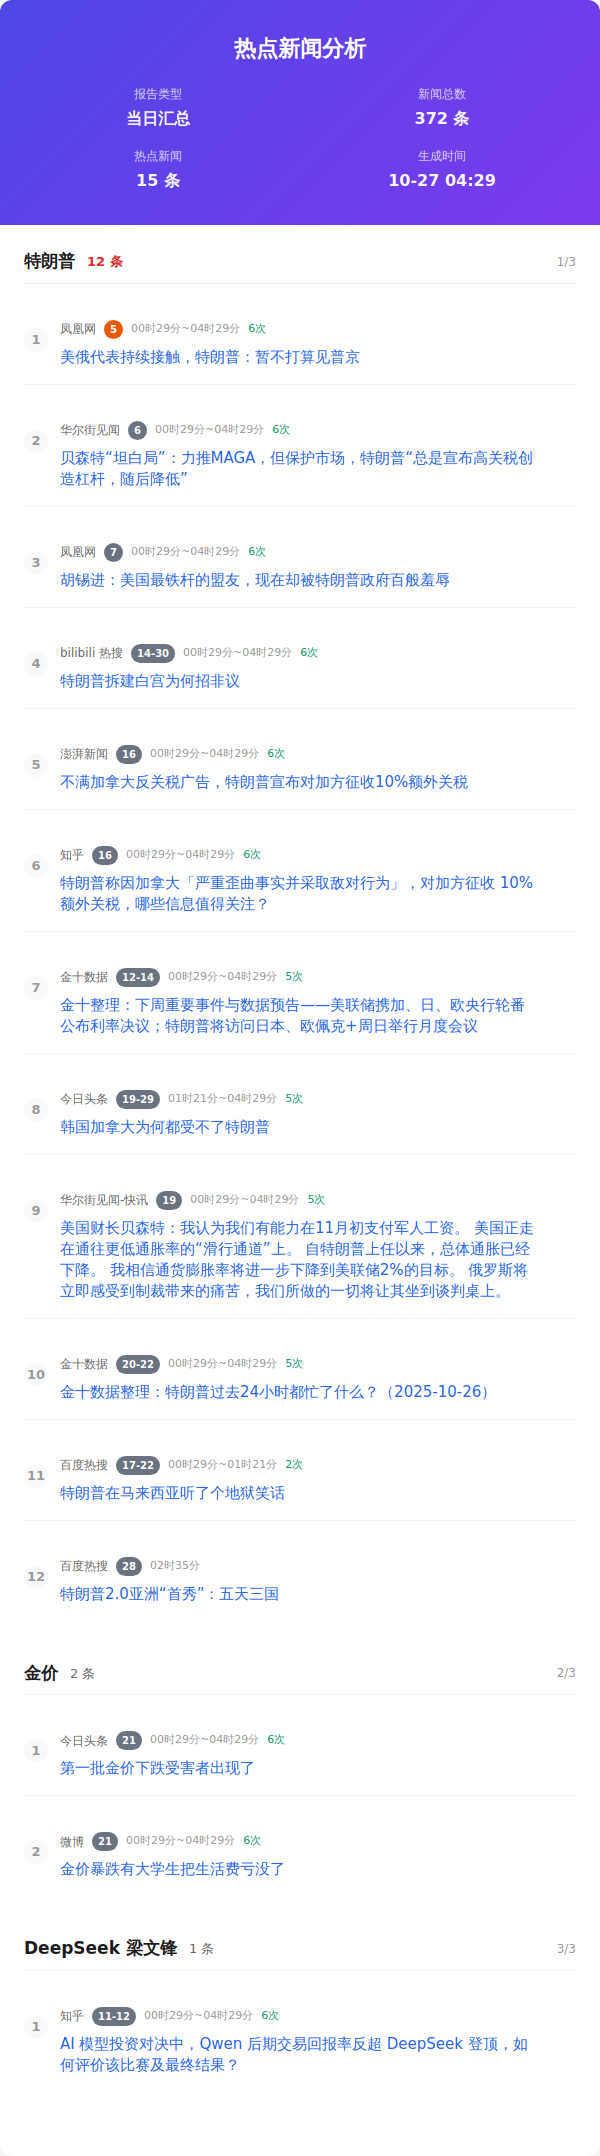 热点新闻分析
报告类型
当日汇总
新闻总数
372 条
热点新闻
15 条
生成时间
10-27 04:29
特朗普 12 条 1/3
1
凤凰网 5 00时29分~04时29分 6次
美俄代表持续接触，特朗普：暂不打算见普京
2
华尔街见闻 6 00时29分~04时29分 6次
贝森特“坦白局”：力推MAGA，但保护市场，特朗普“总是宣布高关税创
造杠杆，随后降低”
3
凤凰网 7 00时29分~04时29分 6次
胡锡进：美国最铁杆的盟友，现在却被特朗普政府百般羞辱
4
bilibili 热搜 14-30 00时29分~04时29分 6次
特朗普拆建白宫为何招非议
5
澎湃新闻 16 00时29分~04时29分 6次
不满加拿大反关税广告，特朗普宣布对加方征收10%额外关税
6
知乎 16 00时29分~04时29分 6次
特朗普称因加拿大「严重歪曲事实并采取敌对行为」，对加方征收 10%
额外关税，哪些信息值得关注？
7
金十数据 12-14 00时29分~04时29分 5次
金十整理：下周重要事件与数据预告——美联储携加、日、欧央行轮番
公布利率决议；特朗普将访问日本、欧佩克+周日举行月度会议
8
今日头条 19-29 01时21分~04时29分 5次
韩国加拿大为何都受不了特朗普
9
华尔街见闻-快讯 19 00时29分~04时29分 5次
美国财长贝森特：我认为我们有能力在11月初支付军人工资。 美国正走
在通往更低通胀率的“滑行通道”上。 自特朗普上任以来，总体通胀已经
下降。 我相信通货膨胀率将进一步下降到美联储2%的目标。 俄罗斯将
立即感受到制裁带来的痛苦，我们所做的一切将让其坐到谈判桌上。
10
金十数据 20-22 00时29分~04时29分 5次
金十数据整理：特朗普过去24小时都忙了什么？（2025-10-26）
11
百度热搜 17-22 00时29分~01时21分 2次
特朗普在马来西亚听了个地狱笑话
12
百度热搜 28 02时35分
特朗普2.0亚洲“首秀”：五天三国
金价 2 条 2/3
1
今日头条 21 00时29分~04时29分 6次
第一批金价下跌受害者出现了
2
微博 21 00时29分~04时29分 6次
金价暴跌有大学生把生活费亏没了
DeepSeek 梁文锋 1 条 3/3
1
知乎 11-12 00时29分~04时29分 6次
AI 模型投资对决中，Qwen 后期交易回报率反超 DeepSeek 登顶，如
何评价该比赛及最终结果？